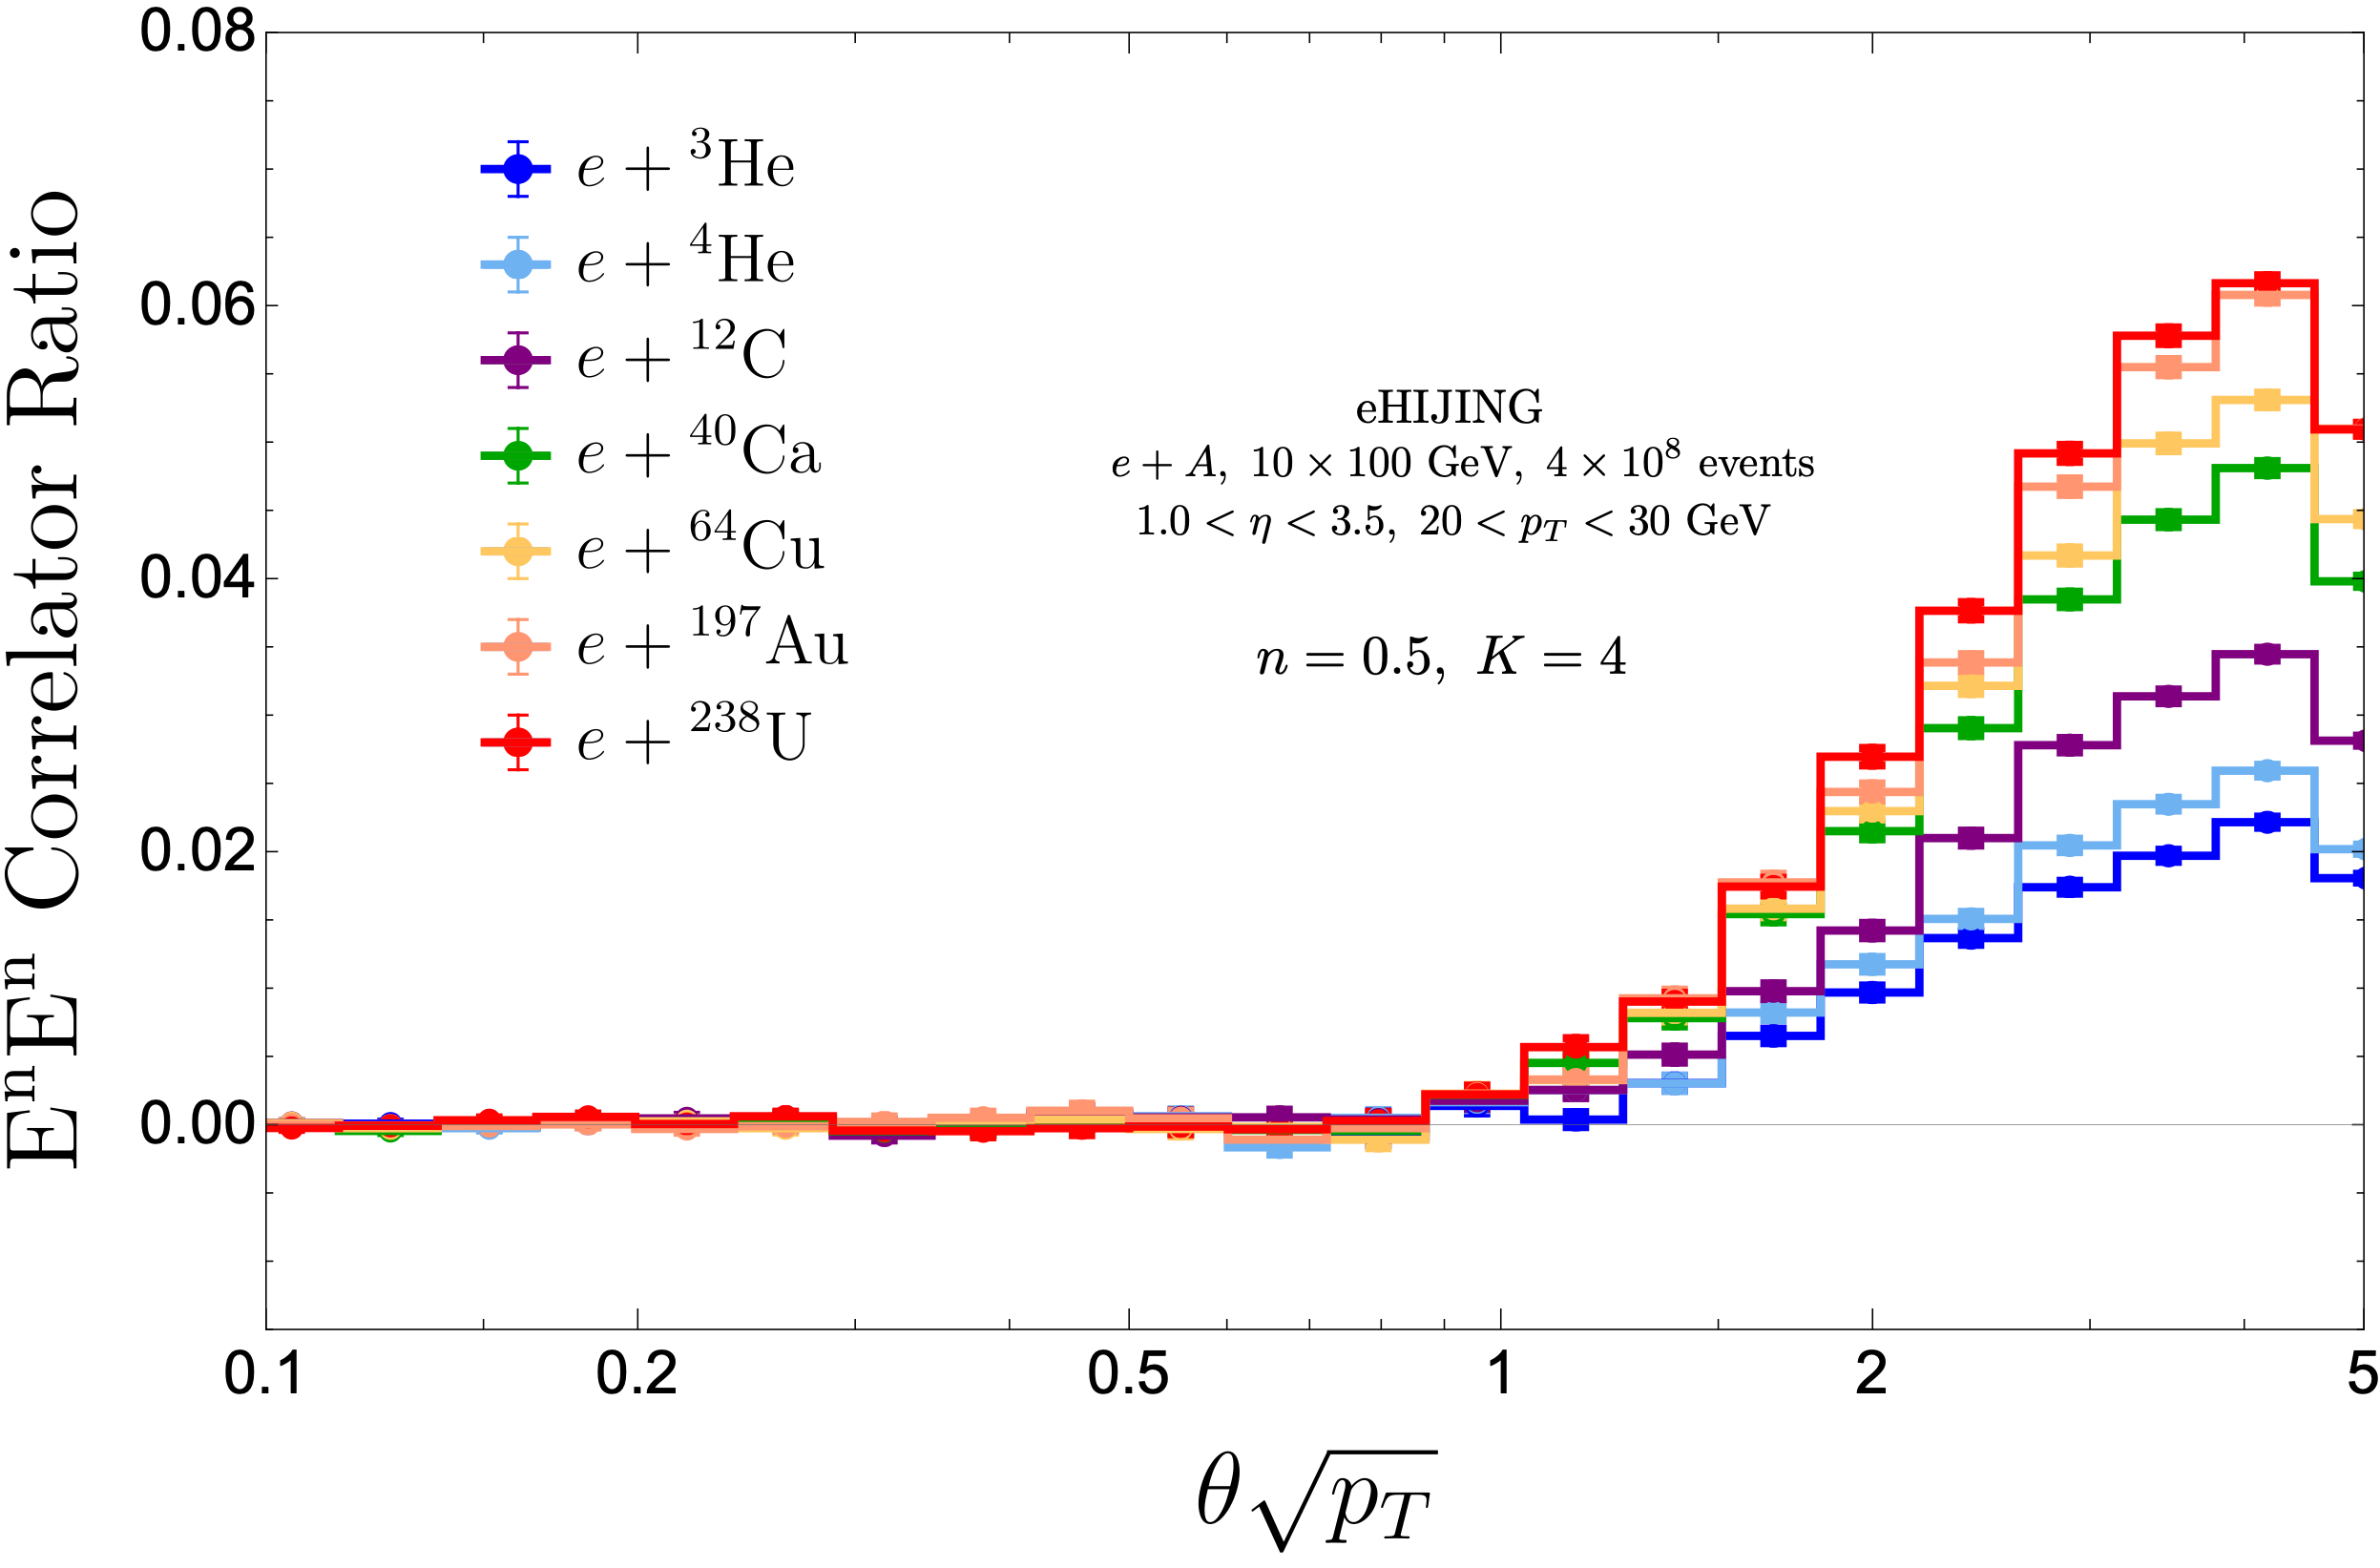 EⁿEⁿ Correlator Ratio
0.08
0.06
0.04
0.02
0.00
e + ³He
e + ⁴He
e + ¹²C
e + ⁴⁰Ca
e + ⁶⁴Cu
e + ¹⁹⁷Au
e + ²³⁸U
eHIJING
e + A, 10 × 100 GeV, 4 × 10⁸ events
1.0 < η < 3.5, 20 < p_T < 30 GeV
n = 0.5, K = 4
0.1 0.2 0.5 1 2 5
θ√p_T